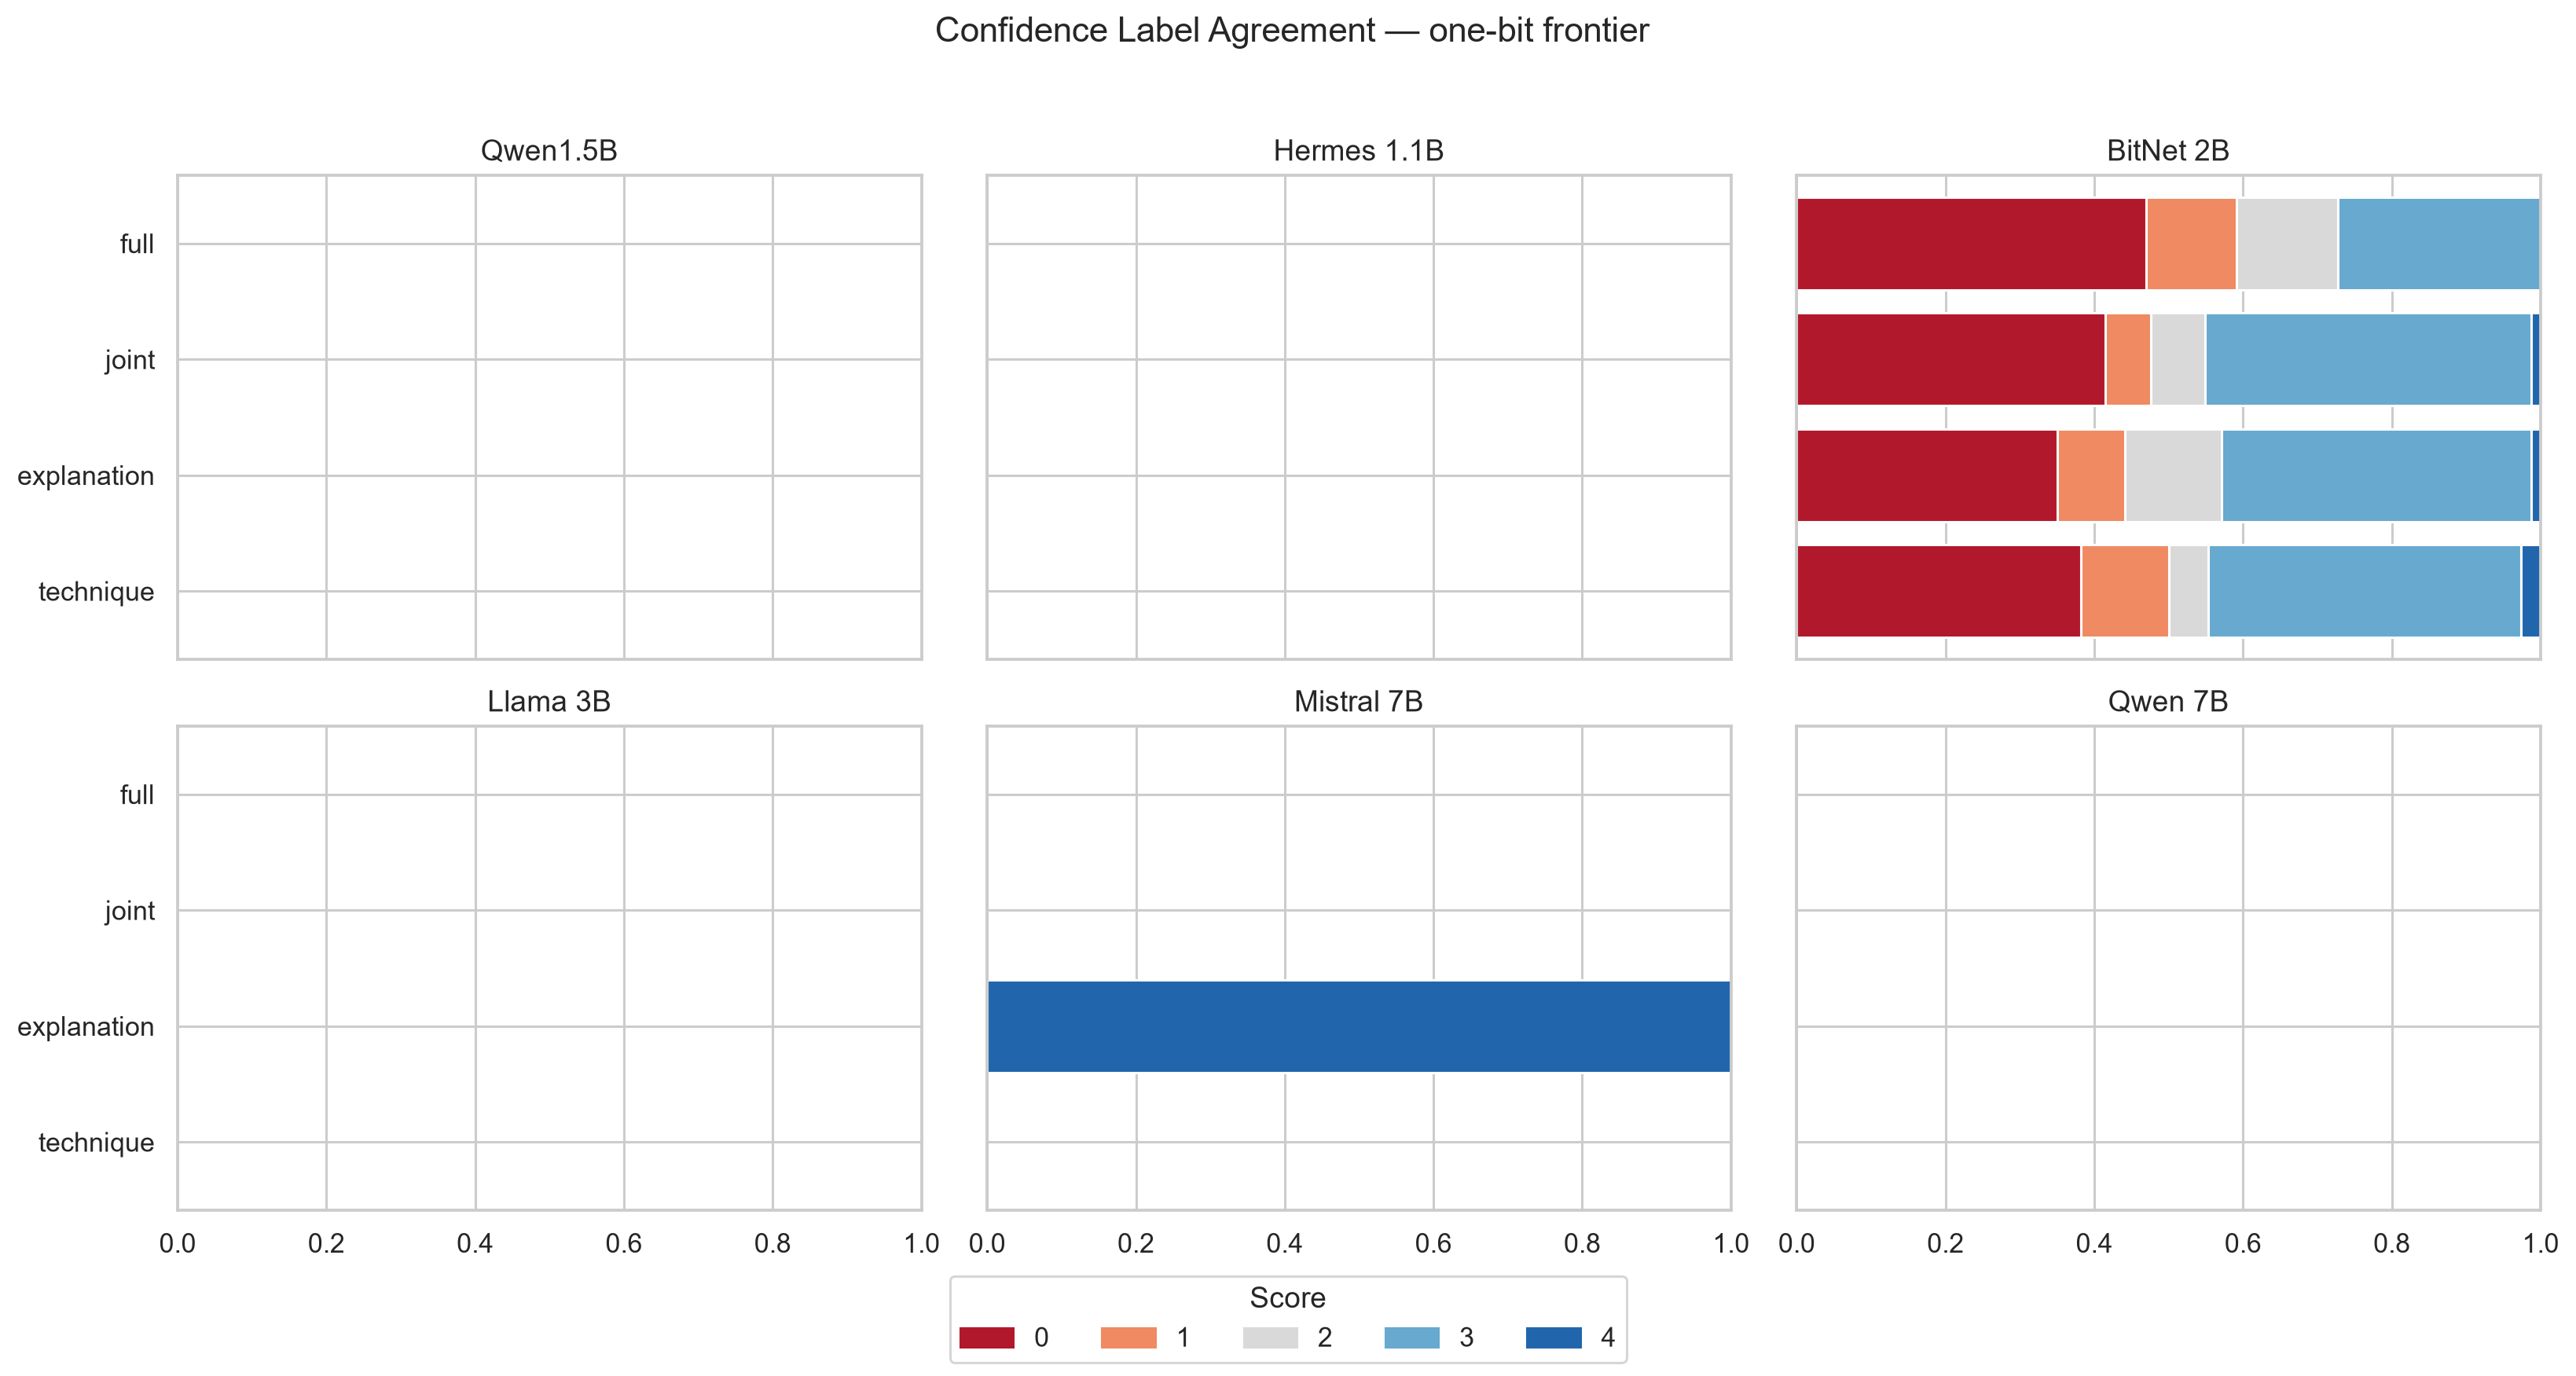 Confidence Label Agreement — one-bit frontier
Qwen1.5B
Hermes 1.1B
BitNet 2B
full
joint
explanation
technique
Llama 3B
Mistral 7B
Qwen 7B
full
joint
explanation
technique
0.0 0.2 0.4 0.6 0.8 1.0
0.0 0.2 0.4 0.6 0.8 1.0
0.0 0.2 0.4 0.6 0.8 1.0
Score
0 1 2 3 4